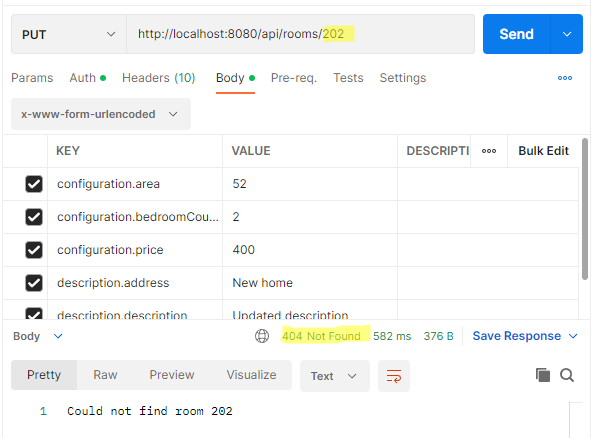 PUT http://localhost:8080/api/rooms/202 Send
Params Auth Headers (10) Body Pre-req. Tests Settings
x-www-form-urlencoded
KEY VALUE DESCRIPTI Bulk Edit
configuration.area 52
configuration.bedroomCou... 2
configuration.price 400
description.address New home
description.description Updated description
Body 404 Not Found 582 ms 376 B Save Response
Pretty Raw Preview Visualize Text
1 Could not find room 202